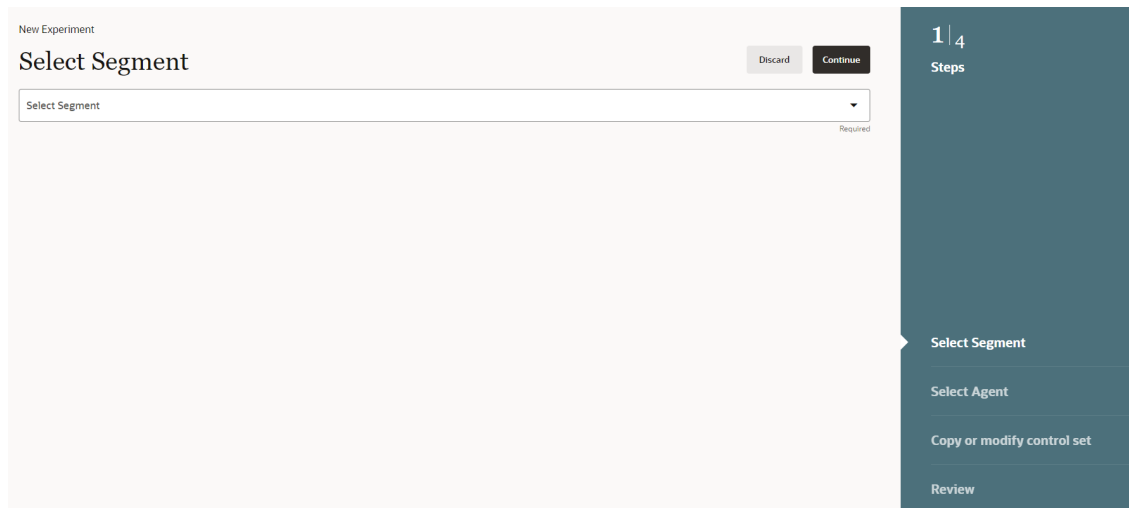 New Experiment
Select Segment
Discard
Continue
Select Segment
Required
1|4
Steps
Select Segment
Select Agent
Copy or modify control set
Review